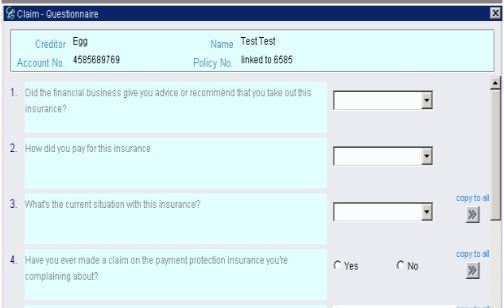 Claim - Questionnaire
Creditor Egg Name Test Test
Account No. 4585689769 Policy No. linked to 6585
1. Did the financial business give you advice or recommend that you take out this
insurance?
2. How did you pay for this insurance
copy to all
3. What's the current situation with this insurance?
copy to all
4. Have you ever made a claim on the payment protection insurance you're Yes No
complaining about?